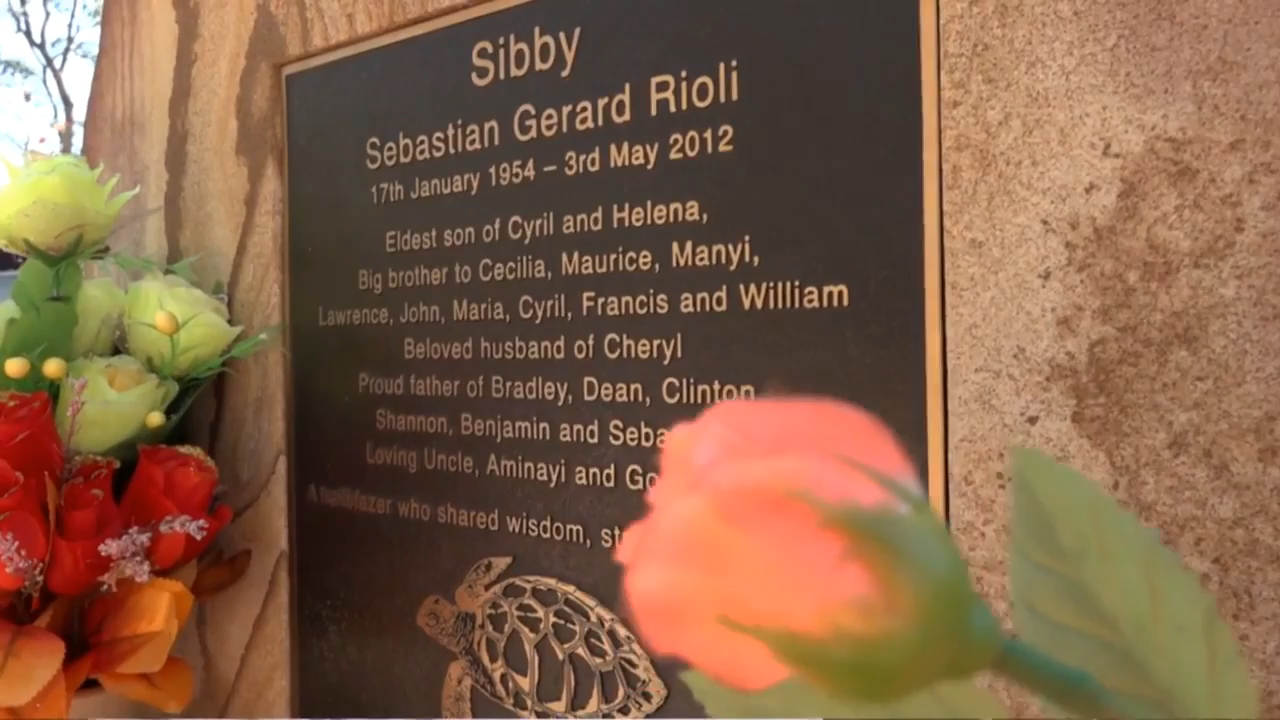 Sibby
Sebastian Gerard Rioli
17th January 1954 – 3rd May 2012
Eldest son of Cyril and Helena,
Big brother to Cecilia, Maurice, Manyi,
Lawrence, John, Maria, Cyril, Francis and William
Beloved husband of Cheryl
Proud father of Bradley, Dean, Clinton
Shannon, Benjamin and
Loving Uncle, Aminayi and
A trailblazer who shared wisdom,